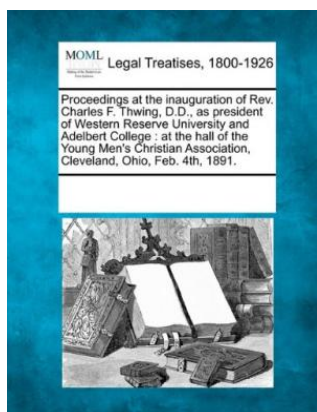 MOML
Legal Treatises, 1800-1926
Proceedings at the inauguration of Rev.
Charles F. Thwing, D.D., as president
of Western Reserve University and
Adelbert College : at the hall of the
Young Men's Christian Association,
Cleveland, Ohio, Feb. 4th, 1891.